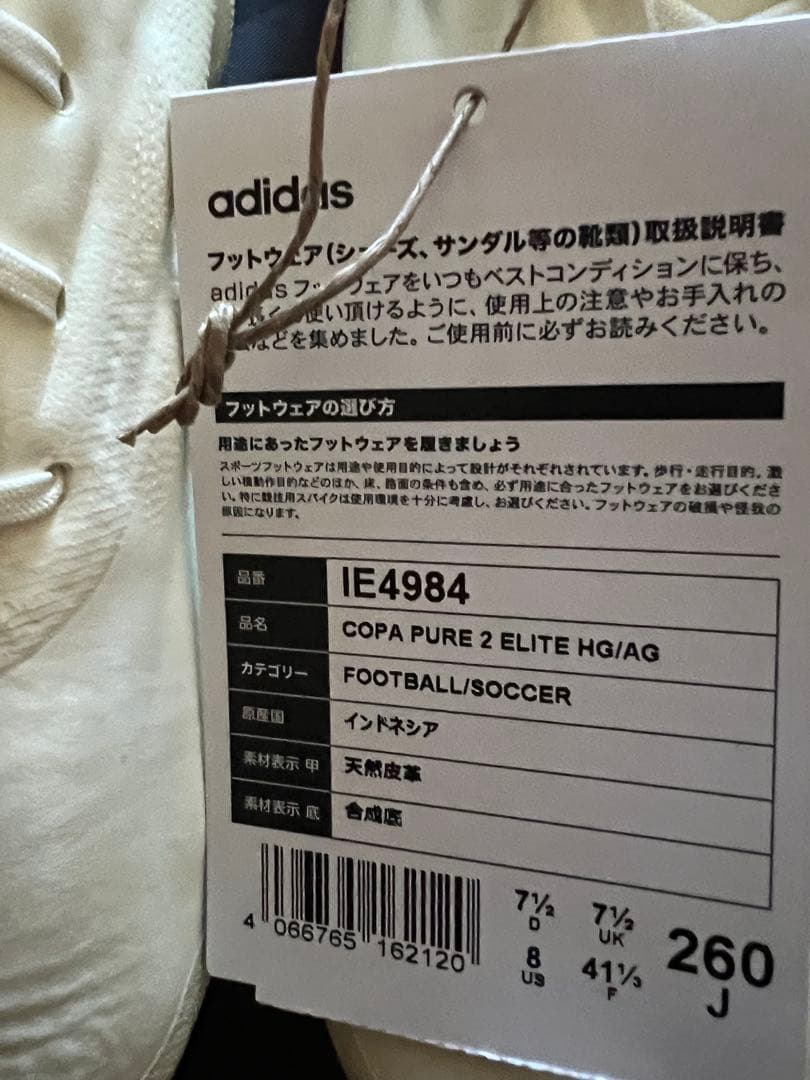 adidas
フットウェア(シューズ、サンダル等の靴類)取扱説明書
adidas フットウェアをいつもベストコンディションに保ち、
長く 使い頂けるように、使用上の注意やお手入れの
などを集めました。ご使用前に必ずお読みください。
フットウェアの選び方
用途にあったフットウェアを履きましょう
スポーツフットウェアは用途や使用目的によって設計がそれぞれされています。歩行・走行目的、激
しい機動作目的などのほか、床、路面の条件も含め、必ず用途に合ったフットウェアをお選びくださ
い。特に競技用スパイクは使用環境を十分に考慮し、お選びください。フットウェアの破損や怪我の
原因になります。
品番 IE4984
品名 COPA PURE 2 ELITE HG/AG
カテゴリー FOOTBALL/SOCCER
原産国 インドネシア
素材表示 甲 天然皮革
素材表示 底 合成底
4 066765 162120
7½ D
7½ UK
8 US
41⅓ F
260 J